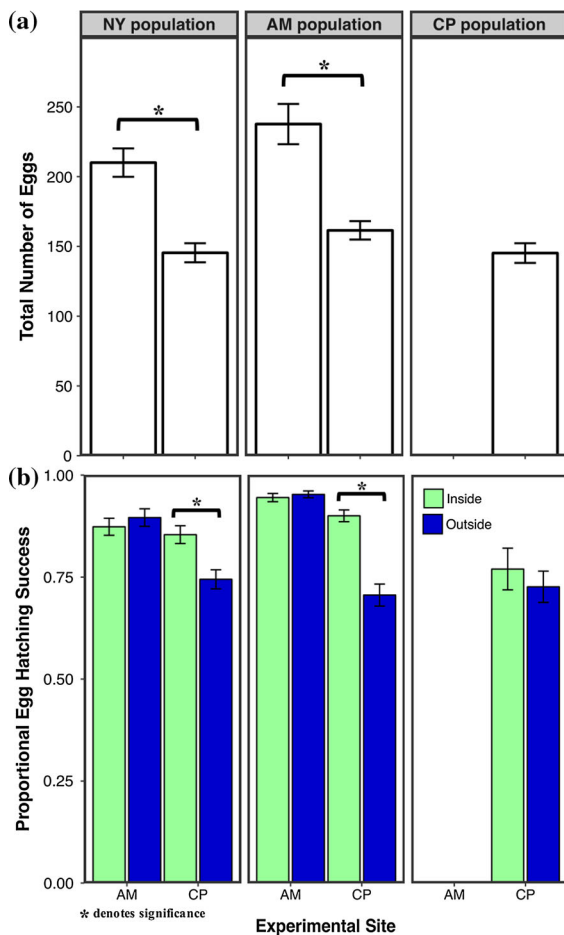 (a)
NY population
AM population
CP population
*
*
Total Number of Eggs
250
200
150
100
50
0
(b)
Proportional Egg Hatching Success
1.00
0.75
0.50
0.25
0.00
*
*
Inside
Outside
AM CP
AM CP
AM CP
* denotes significance
Experimental Site